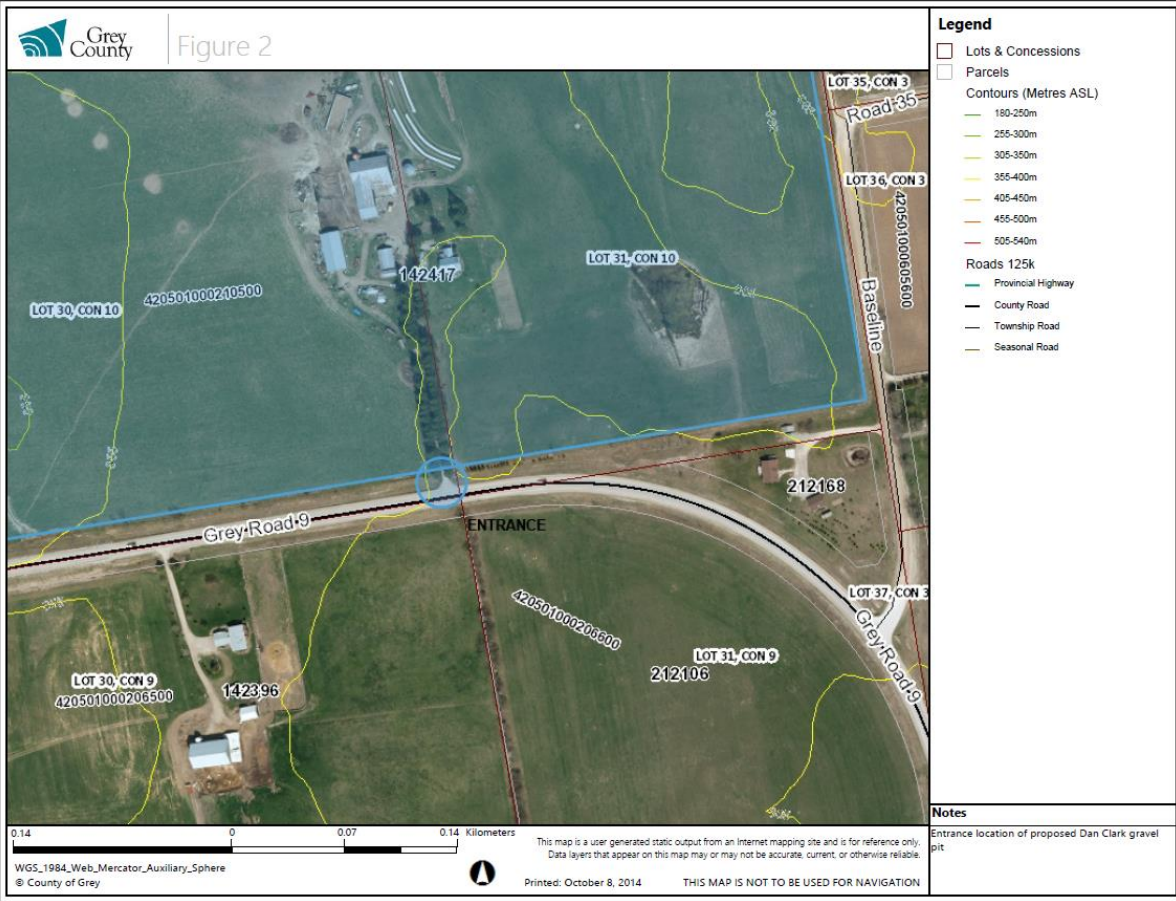 Grey
County
Figure 2
LOT 35, CON 3
Road 35
LOT 36, CON 3
420501000605600
LOT 31, CON 10
142417
420501000210500
LOT 30, CON 10
Baseline
212168
Grey Road 9
ENTRANCE
LOT 37, CON 3
420501000206600
Grey Road 9
LOT 31, CON 9
212106
LOT 30, CON 9
420501000206500
142396
Legend
Lots & Concessions
Parcels
Contours (Metres ASL)
180-250m
255-300m
305-350m
355-400m
405-450m
455-500m
505-540m
Roads 125k
Provincial Highway
County Road
Township Road
Seasonal Road
Notes
Entrance location of proposed Dan Clark gravel
pit
0.14 0 0.07 0.14 Kilometers
WGS_1984_Web_Mercator_Auxiliary_Sphere
© County of Grey
This map is a user generated static output from an Internet mapping site and is for reference only.
Data layers that appear on this map may or may not be accurate, current, or otherwise reliable.
Printed: October 8, 2014 THIS MAP IS NOT TO BE USED FOR NAVIGATION